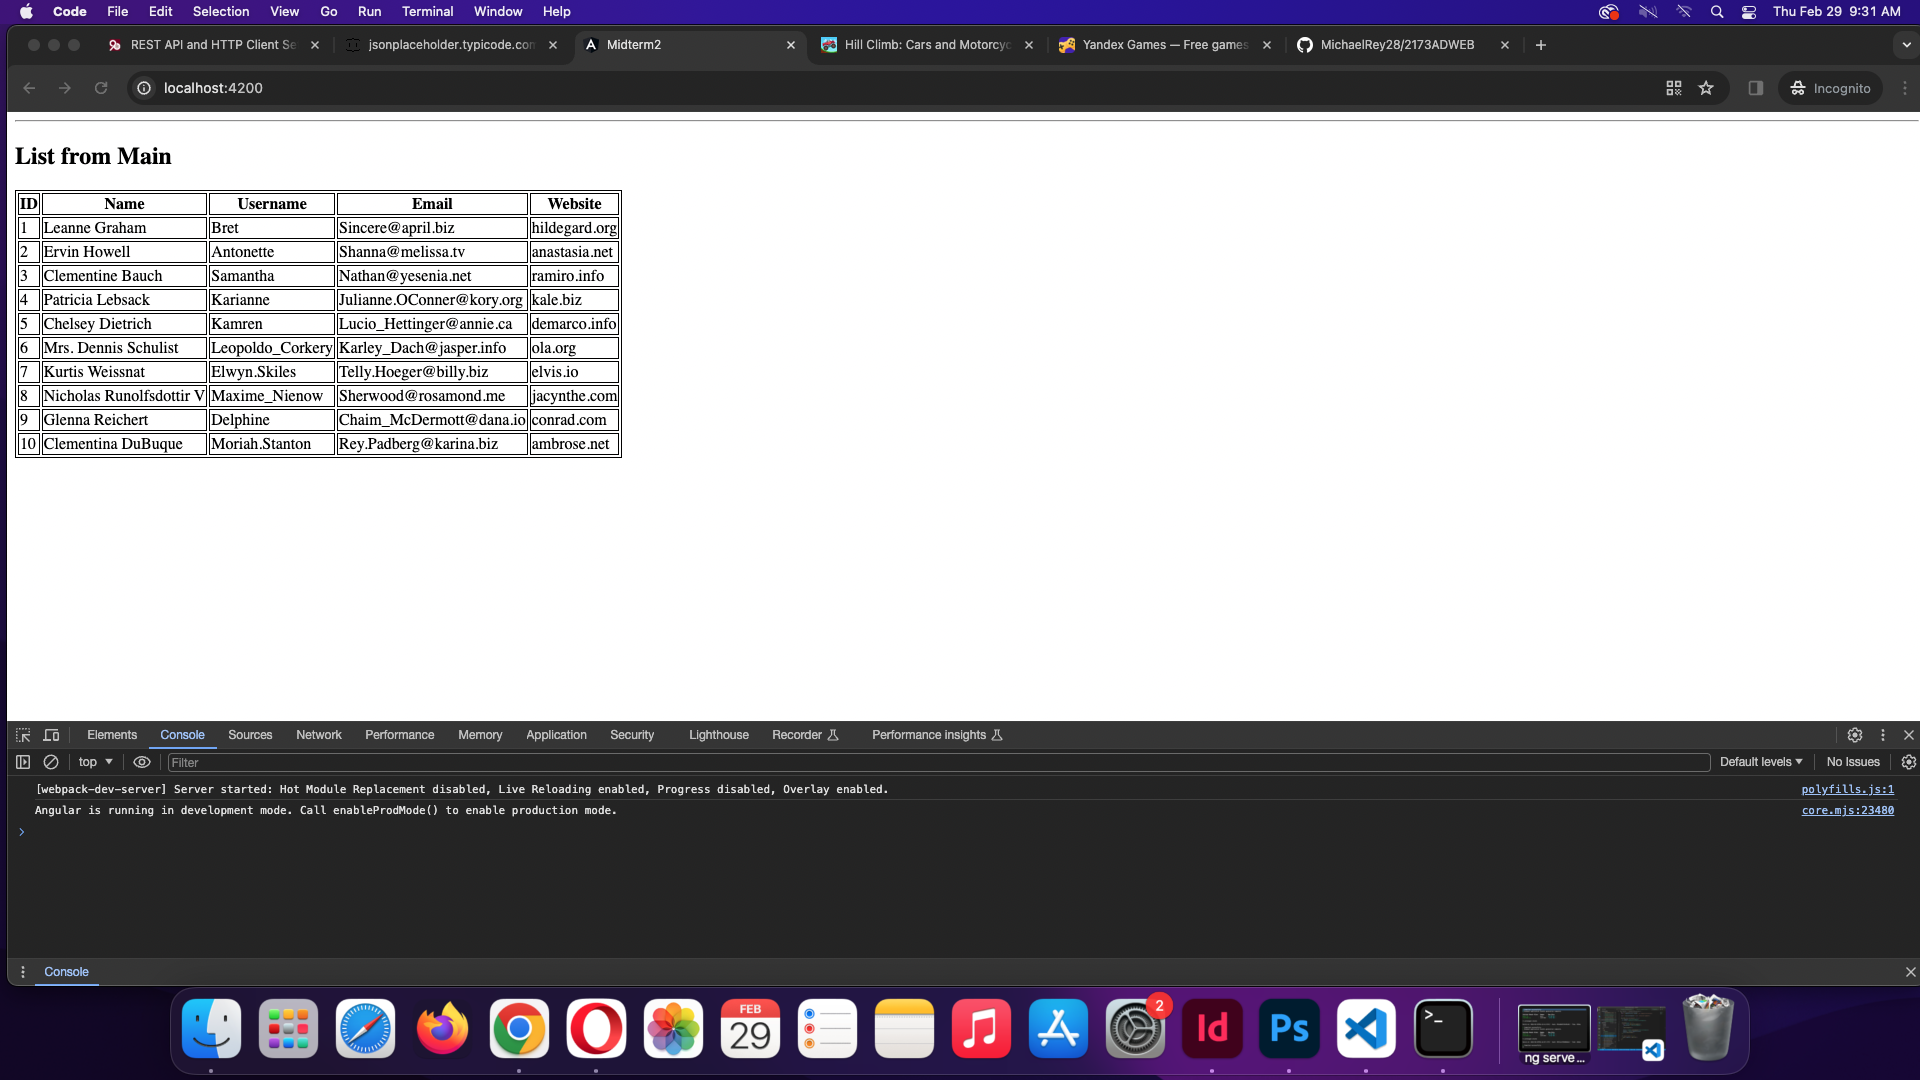 Code File Edit Selection View Go Run Terminal Window Help Thu Feb 29 9:31 AM
REST API and HTTP Client Se jsonplaceholder.typicode.con Midterm2 Hill Climb: Cars and Motorcyc Yandex Games — Free games MichaelRey28/2173ADWEB
localhost:4200 Incognito
List from Main
ID Name Username Email Website
1 Leanne Graham Bret Sincere@april.biz hildegard.org
2 Ervin Howell Antonette Shanna@melissa.tv anastasia.net
3 Clementine Bauch Samantha Nathan@yesenia.net ramiro.info
4 Patricia Lebsack Karianne Julianne.OConner@kory.org kale.biz
5 Chelsey Dietrich Kamren Lucio_Hettinger@annie.ca demarco.info
6 Mrs. Dennis Schulist Leopoldo_Corkery Karley_Dach@jasper.info ola.org
7 Kurtis Weissnat Elwyn.Skiles Telly.Hoeger@billy.biz elvis.io
8 Nicholas Runolfsdottir V Maxime_Nienow Sherwood@rosamond.me jacynthe.com
9 Glenna Reichert Delphine Chaim_McDermott@dana.io conrad.com
10 Clementina DuBuque Moriah.Stanton Rey.Padberg@karina.biz ambrose.net
Elements Console Sources Network Performance Memory Application Security Lighthouse Recorder Performance insights
top Filter Default levels No Issues
[webpack-dev-server] Server started: Hot Module Replacement disabled, Live Reloading enabled, Progress disabled, Overlay enabled. polyfills.js:1
Angular is running in development mode. Call enableProdMode() to enable production mode. core.mjs:23480
Console
FEB 29 2 Id Ps >_
ng serve...